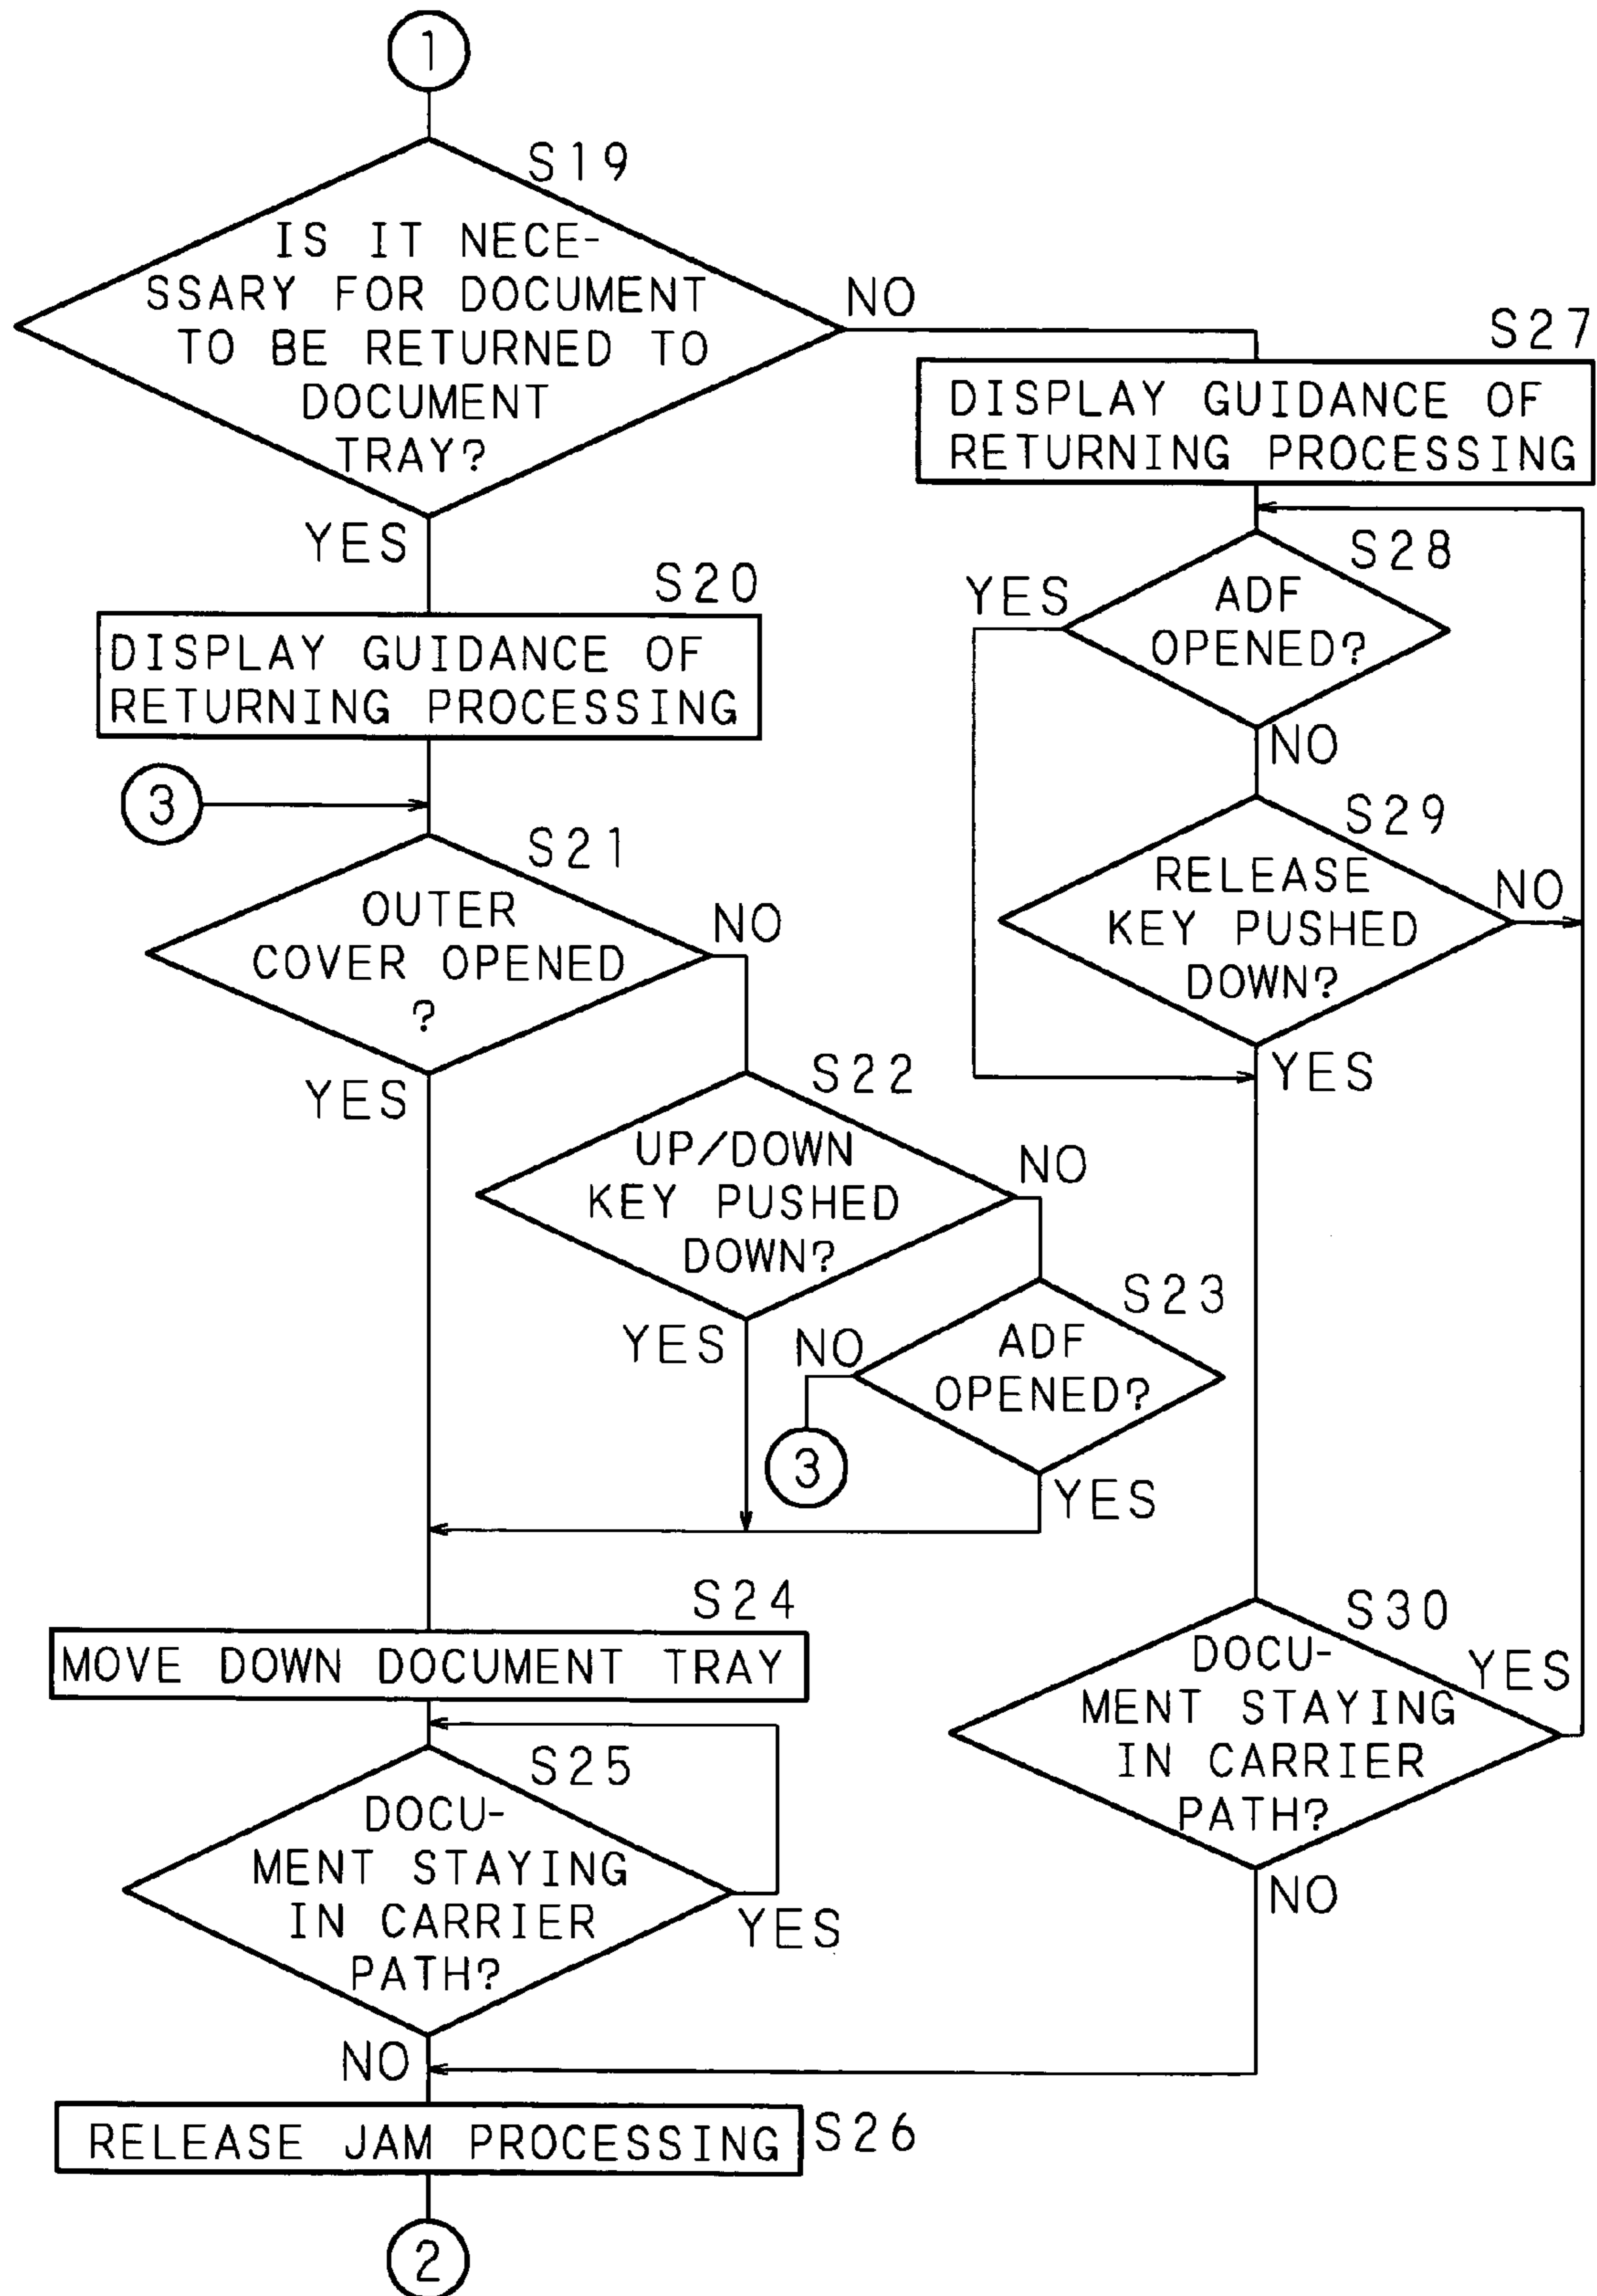 1
S19
IS IT NECE-
SSARY FOR DOCUMENT
TO BE RETURNED TO
DOCUMENT
TRAY?
NO
YES
S20
DISPLAY GUIDANCE OF
RETURNING PROCESSING
3
S21
OUTER
COVER OPENED
?
NO
YES
S22
UP/DOWN
KEY PUSHED
DOWN?
NO
YES
S23
ADF
OPENED?
NO
3
YES
S24
MOVE DOWN DOCUMENT TRAY
S25
DOCU-
MENT STAYING
IN CARRIER
PATH?
YES
NO
S26
RELEASE JAM PROCESSING
2
S27
DISPLAY GUIDANCE OF
RETURNING PROCESSING
S28
ADF
OPENED?
YES
NO
S29
RELEASE
KEY PUSHED
DOWN?
NO
YES
S30
DOCU-
MENT STAYING
IN CARRIER
PATH?
YES
NO